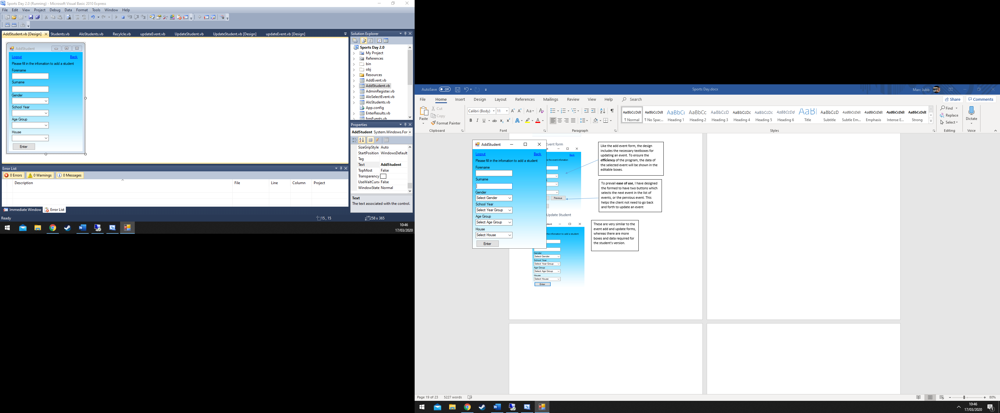 Sports Day 2.0 (Running) - Microsoft Visual Basic 2010 Express
File Edit View Project Debug Data Format Tools Window Help
AddStudent.vb [Design] Students.vb AloStudents.vb Recylcle.vb updateEvent.vb UpdateStudent.vb UpdateStudent.vb [Design] updateEvent.vb [Design]
AddStudent
Logout Back
Please fill in the infomation to add a student
Forename
Surname
Gender
School Year
Age Group
House
Enter
Solution Explorer
Sports Day 2.0
My Project
References
bin
obj
Resources
AddEvent.vb
AddStudent.vb
AdminRegister.vb
AloSelectEvent.vb
AloStudents.vb
App.config
EnterResults.vb
frmEvents.vb
Properties
AddStudent System.Windows.For
SizeGripStyle Auto
StartPosition WindowsDefault
Tag
Text AddStudent
TopMost False
Transparency
UseWaitCurs False
WindowState Normal
Text
The text associated with the control.
Error List
0 Errors 0 Warnings 0 Messages
Description File Line Column Project
Immediate Window Error List
Ready 15 , 15 258 x 365
10:46
17/03/2020
AutoSave Off Sports Day.docx Marc Jubb
File Home Insert Design Layout References Mailings Review View Help Search Share Comments
Paste Cut Copy Format Painter
Clipboard
Calibri (Body) 11
Font
Paragraph
AaBbCcDdE AaBbCcDdE AaBbCc AaBbCc AaBbCcD AaBbCcDc AaBbCcDc AaBbCcDd AaBl AaBbCcD AaBbCcDdI AaBbCcDdI AaBbCcDdI AaBbCcDdE
¶ Normal ¶ No Spac... Heading 1 Heading 2 Heading 3 Heading 4 Heading 5 Heading 6 Title Subtitle Subtle Em... Emphasis Intense E... Strong
Styles
Find
Replace
Select
Editing
Dictate
Voice
AddStudent
Logout Back
Please fill in the infomation to add a student
Forename
Surname
Gender
Select Gender
School Year
Select Year Group
Age Group
Select Age Group
House
Select House
Enter
Event form
Back
the event infomation
Previous
Like the add event form, the design
includes the necessary textboxes for
updating an event. To ensure the
efficiency of the program, the data of
the selected event will be shown in the
editable boxes.
To prevail ease of use, I have designed
the formed to have two buttons which
selects the next event in the list of
events, or the pervious event. This
helps the client not need to go back
and forth to update an event
Update Student
dent
the infomation to add a student
Gender
Select Gender
School Year
Select Year Group
Age Group
Select Age Group
House
Select House
Enter
These are very similar to the
event add and update forms,
whereas there are more
boxes and data required for
the student's version.
Page 19 of 23 5227 words 80%
10:46
17/03/2020
1